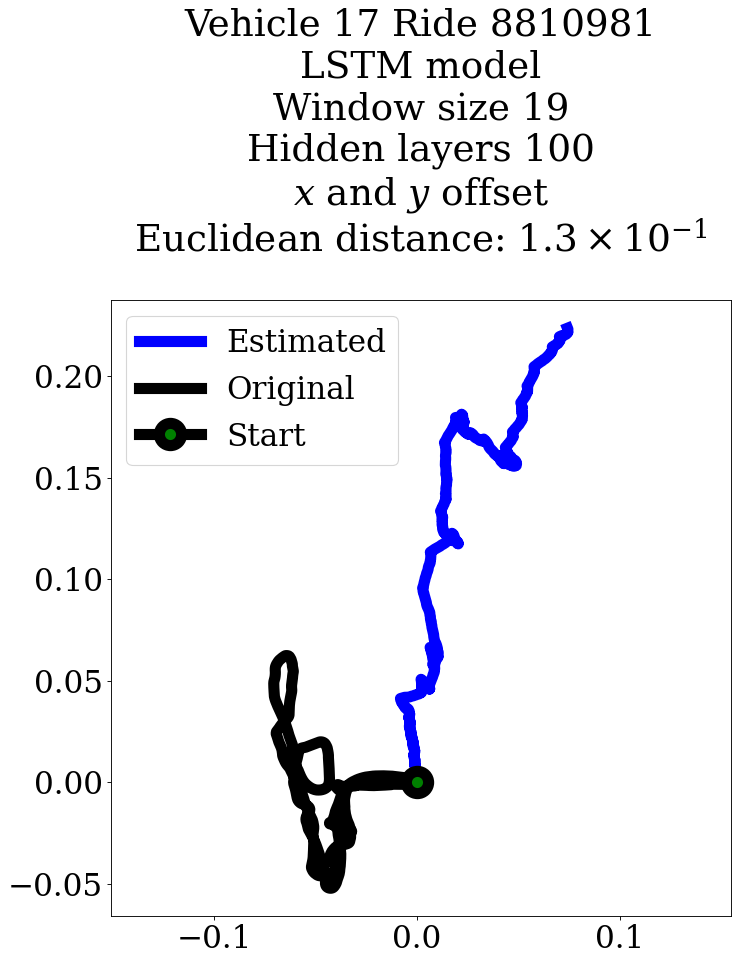 Vehicle 17 Ride 8810981
LSTM model
Window size 19
Hidden layers 100
x and y offset
Euclidean distance: 1.3 × 10⁻¹
Estimated
Original
Start
0.20
0.15
0.10
0.05
0.00
−0.05
−0.1 0.0 0.1